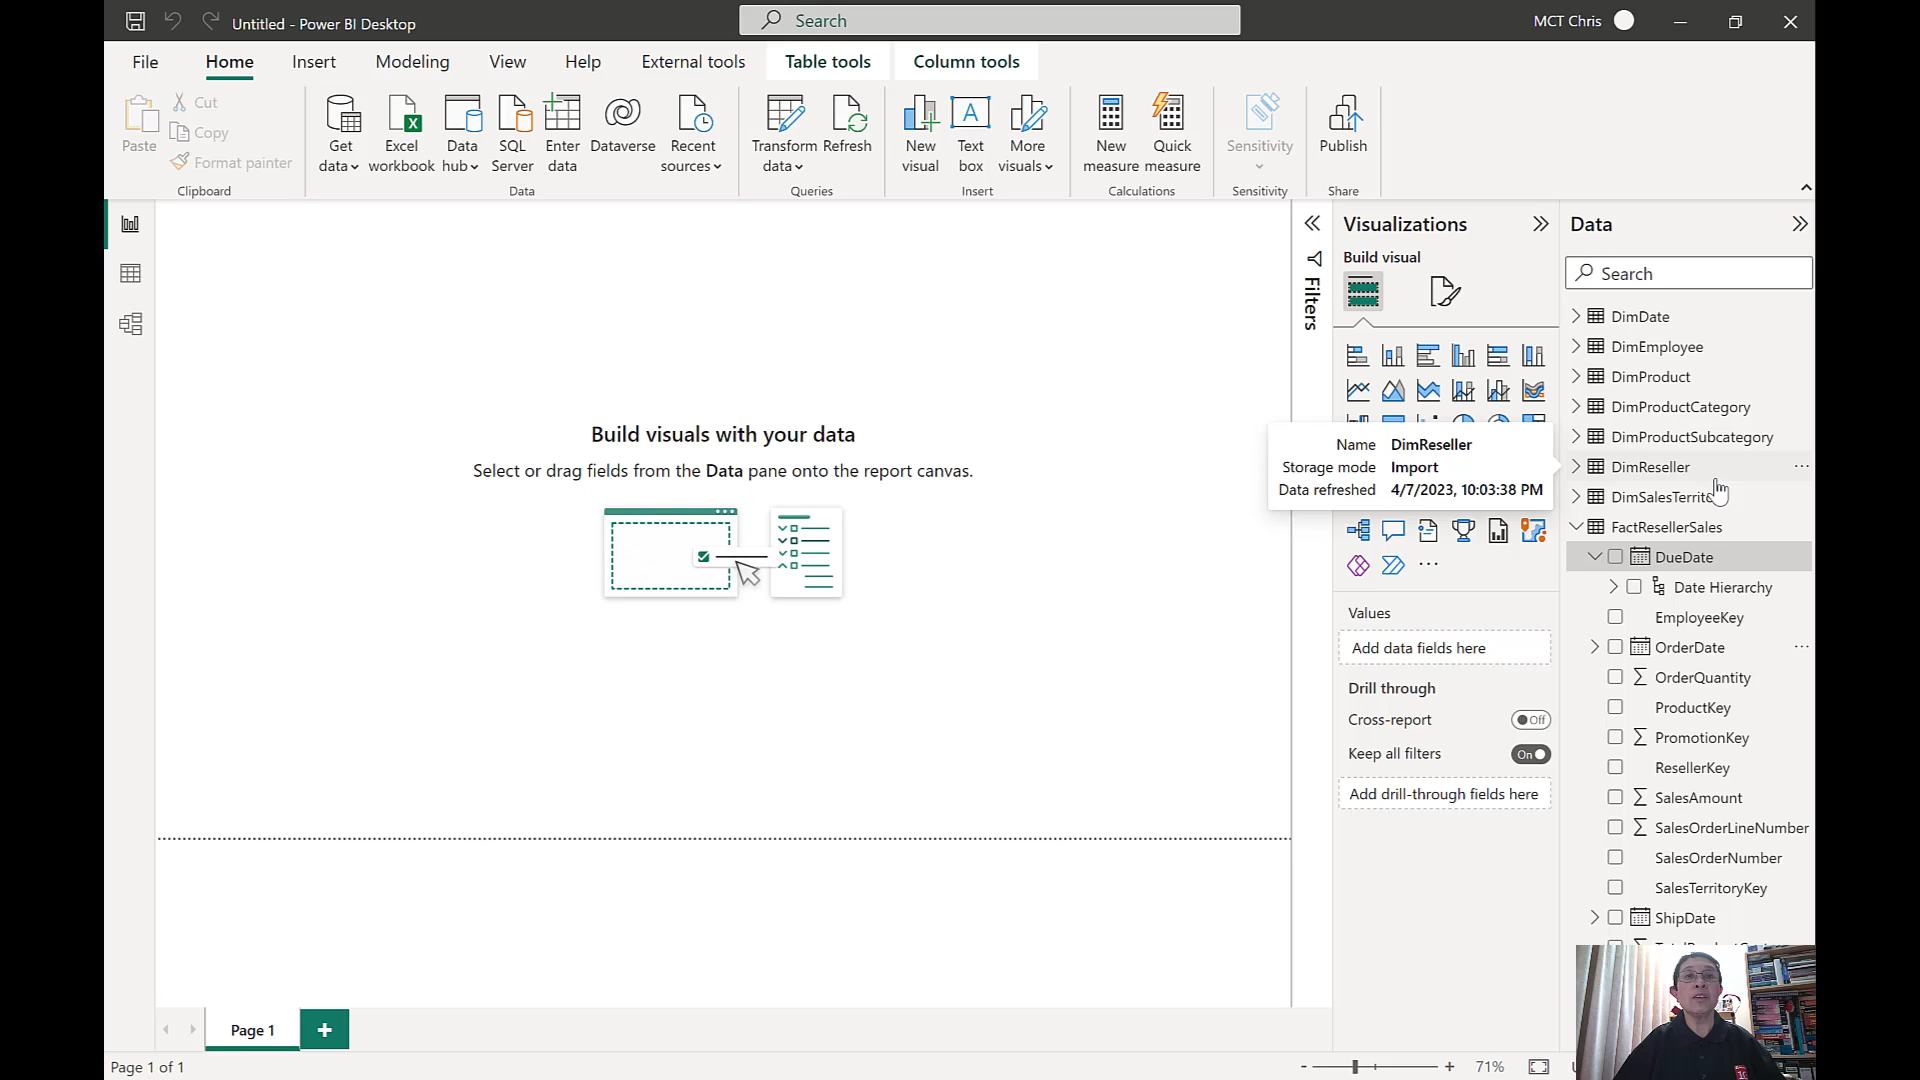 Untitled - Power BI Desktop
Search
MCT Chris
File
Home
Insert
Modeling
View
Help
External tools
Table tools
Column tools
Paste
Cut
Copy
Format painter
Clipboard
Get data
Excel workbook
Data hub
SQL Server
Enter data
Dataverse
Recent sources
Data
Transform data
Refresh
Queries
New visual
Text box
More visuals
Insert
New measure
Quick measure
Calculations
Sensitivity
Sensitivity
Publish
Share
Build visuals with your data
Select or drag fields from the Data pane onto the report canvas.
Filters
Visualizations
Build visual
Name DimReseller
Storage mode Import
Data refreshed 4/7/2023, 10:03:38 PM
Values
Add data fields here
Drill through
Cross-report Off
Keep all filters On
Add drill-through fields here
Data
Search
DimDate
DimEmployee
DimProduct
DimProductCategory
DimProductSubcategory
DimReseller
DimSalesTerrito
FactResellerSales
DueDate
Date Hierarchy
EmployeeKey
OrderDate
OrderQuantity
ProductKey
PromotionKey
ResellerKey
SalesAmount
SalesOrderLineNumber
SalesOrderNumber
SalesTerritoryKey
ShipDate
Page 1
Page 1 of 1
71%